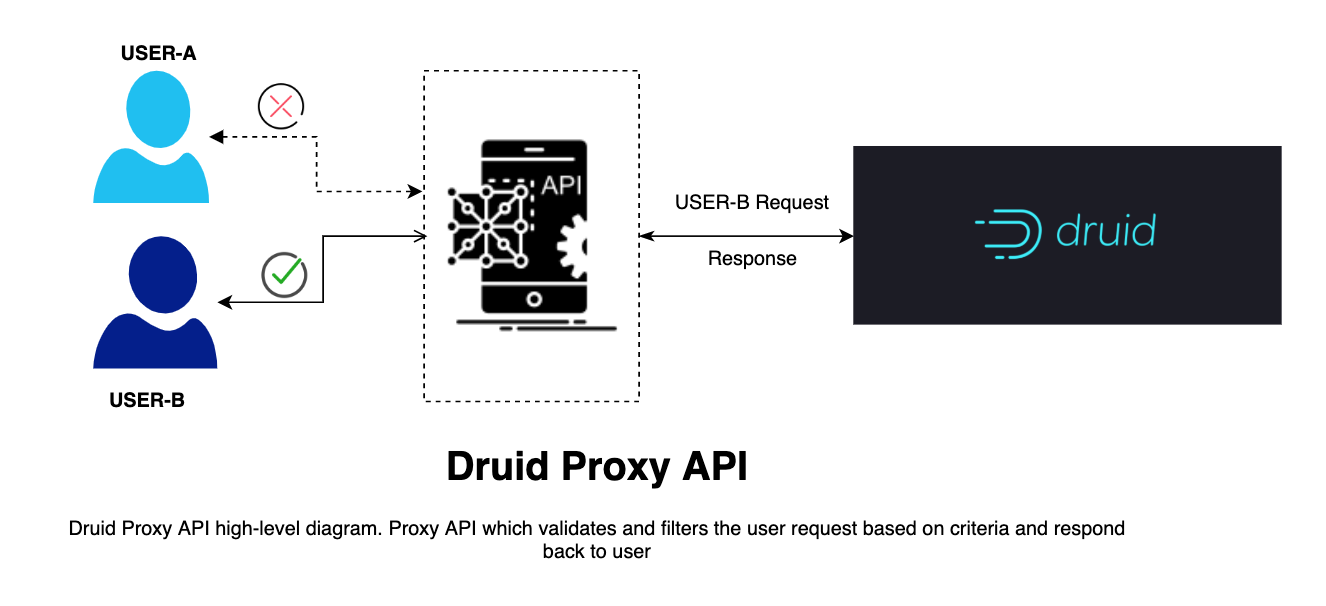 USER-A
API
USER-B Request
druid
Response
USER-B
Druid Proxy API
Druid Proxy API high-level diagram. Proxy API which validates and filters the user request based on criteria and respond
back to user